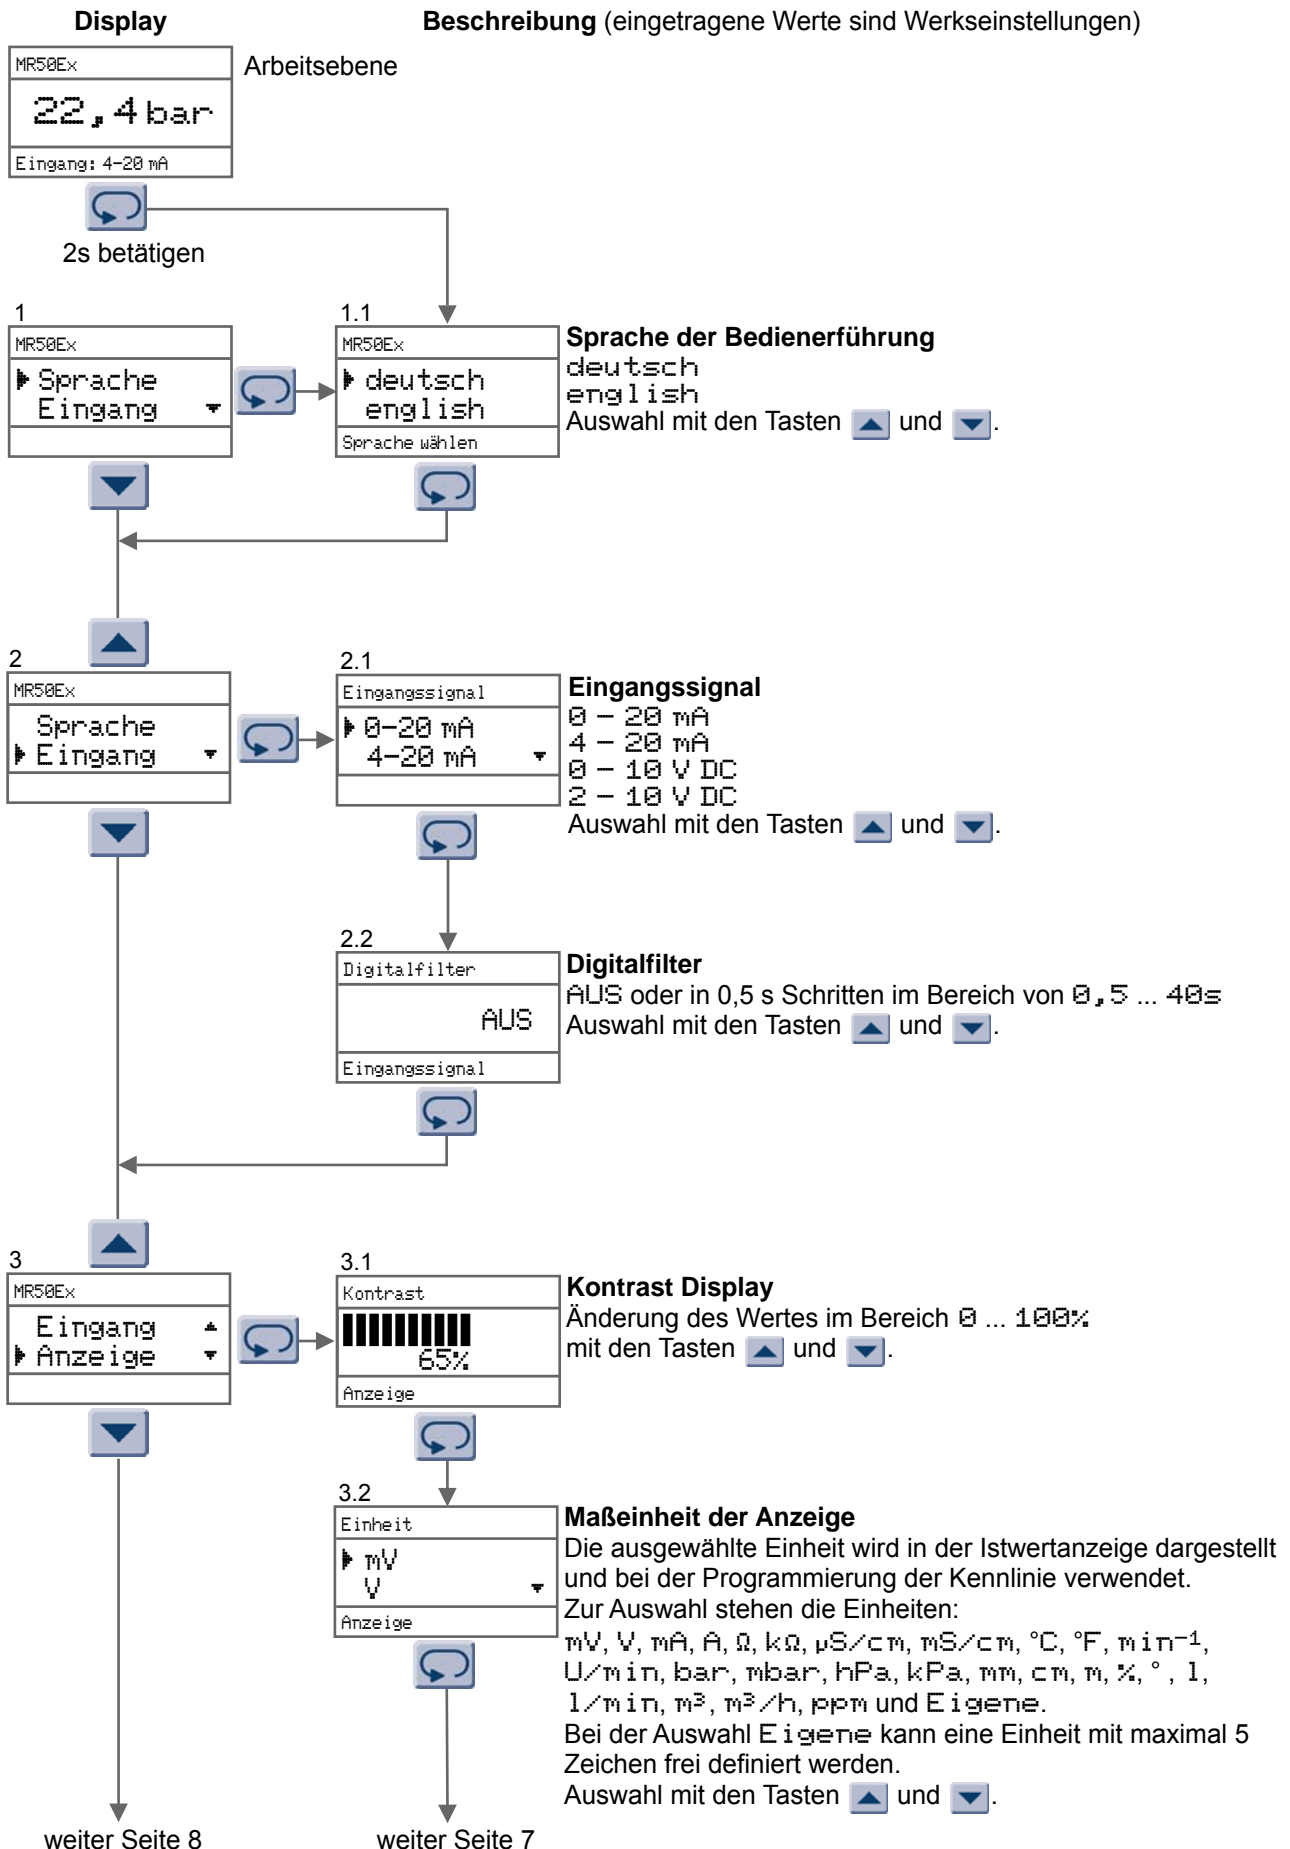 Display
Beschreibung (eingetragene Werte sind Werkseinstellungen)
MR50Ex
22,4 bar
Eingang: 4-20 mA
Arbeitsebene
2s betätigen
1
MR50Ex
Sprache
Eingang
1.1
MR50Ex
deutsch
english
Sprache wählen
Sprache der Bedienerführung
deutsch
english
Auswahl mit den Tasten und .
2
MR50Ex
Sprache
Eingang
2.1
Eingangssignal
0-20 mA
4-20 mA
Eingangssignal
0 – 20 mA
4 – 20 mA
0 – 10 V DC
2 – 10 V DC
Auswahl mit den Tasten und .
2.2
Digitalfilter
AUS
Eingangssignal
Digitalfilter
AUS oder in 0,5 s Schritten im Bereich von 0,5 ... 40s
Auswahl mit den Tasten und .
3
MR50Ex
Eingang
Anzeige
3.1
Kontrast
65%
Anzeige
Kontrast Display
Änderung des Wertes im Bereich 0 ... 100%
mit den Tasten und .
3.2
Einheit
mV
V
Anzeige
Maßeinheit der Anzeige
Die ausgewählte Einheit wird in der Istwertanzeige dargestellt
und bei der Programmierung der Kennlinie verwendet.
Zur Auswahl stehen die Einheiten:
mV, V, mA, A, Ω, kΩ, µS/cm, mS/cm, °C, °F, min⁻¹,
U/min, bar, mbar, hPa, kPa, mm, cm, m, %, °, l,
l/min, m³, m³/h, ppm und Eigene.
Bei der Auswahl Eigene kann eine Einheit mit maximal 5
Zeichen frei definiert werden.
Auswahl mit den Tasten und .
weiter Seite 8
weiter Seite 7